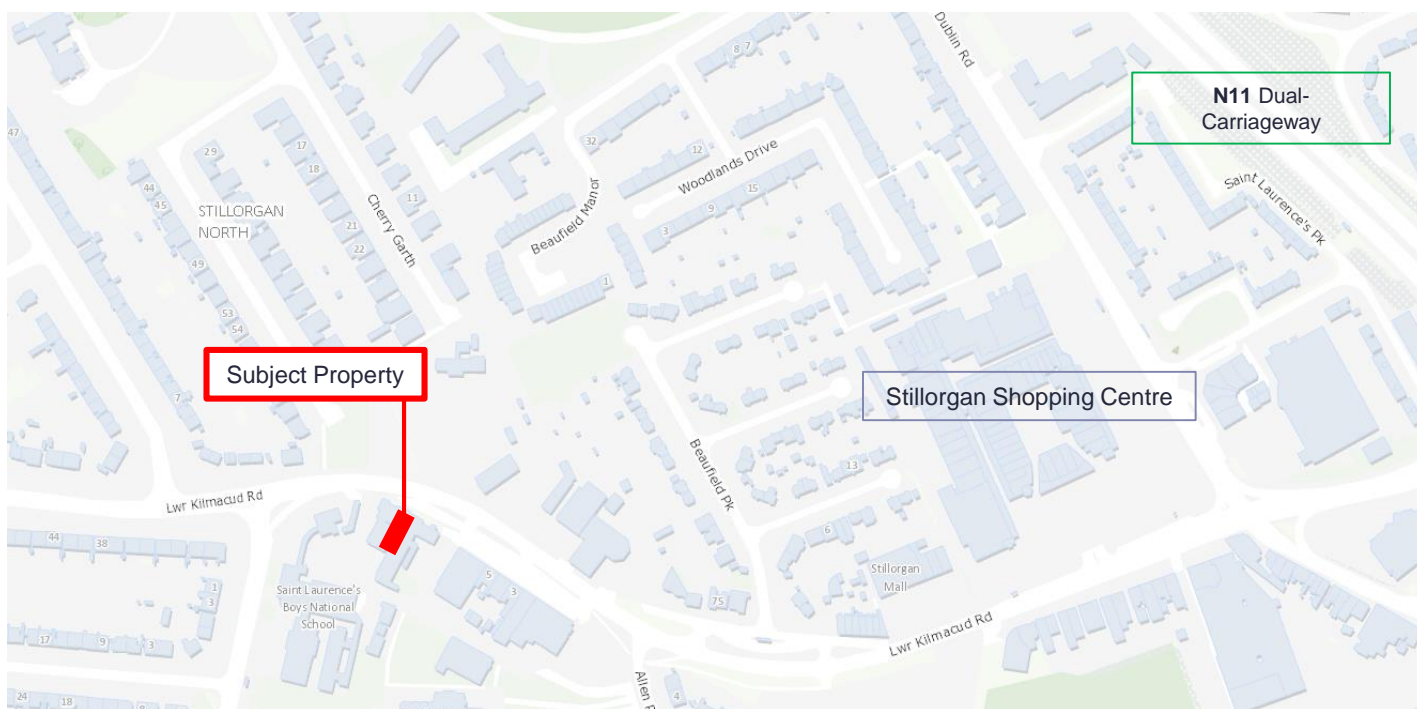 Dublin Rd
8 7
N11 Dual-
Carriageway
47
32
12
Woodlands Drive
29
17
18
44
45
15
Saint Laurence's Pk
11
STILLORGAN
NORTH
Cherry Garth
Beaufield Manor
9
21
3
22
49
1
53
54
Subject Property
Stillorgan Shopping Centre
7
Beaufield Pk
13
Lwr Kilmacud Rd
6
44
38
Stillorgan
Mall
5
3
Saint Laurence's
Boys National
School
1
3
75
17
9
3
Lwr Kilmacud Rd
Allen
4
24
18
8